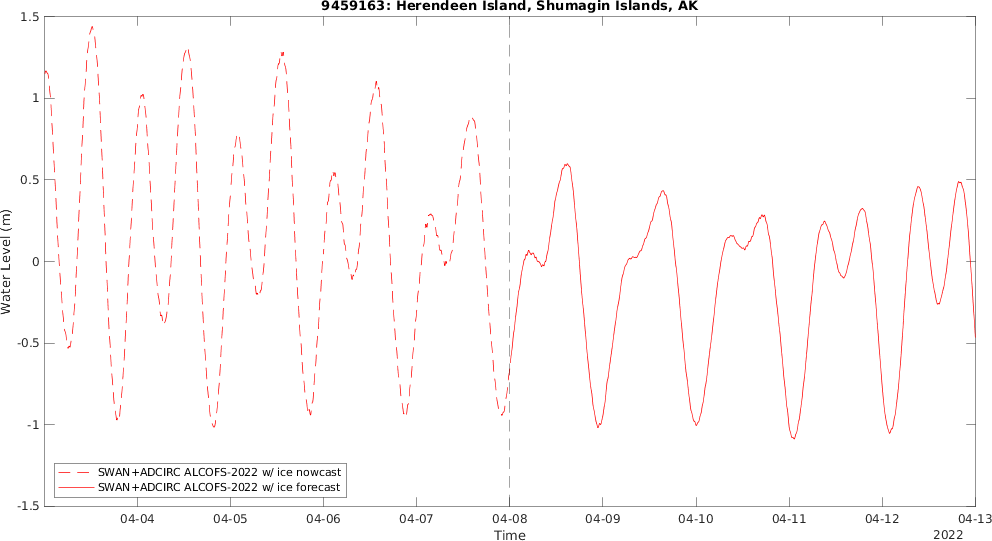 9459163: Herendeen Island, Shumagin Islands, AK
1.5
1
0.5
0
-0.5
-1
-1.5
Water Level (m)
SWAN+ADCIRC ALCOFS-2022 w/ ice nowcast
SWAN+ADCIRC ALCOFS-2022 w/ ice forecast
04-04 04-05 04-06 04-07 04-08 04-09 04-10 04-11 04-12 04-13
Time
2022